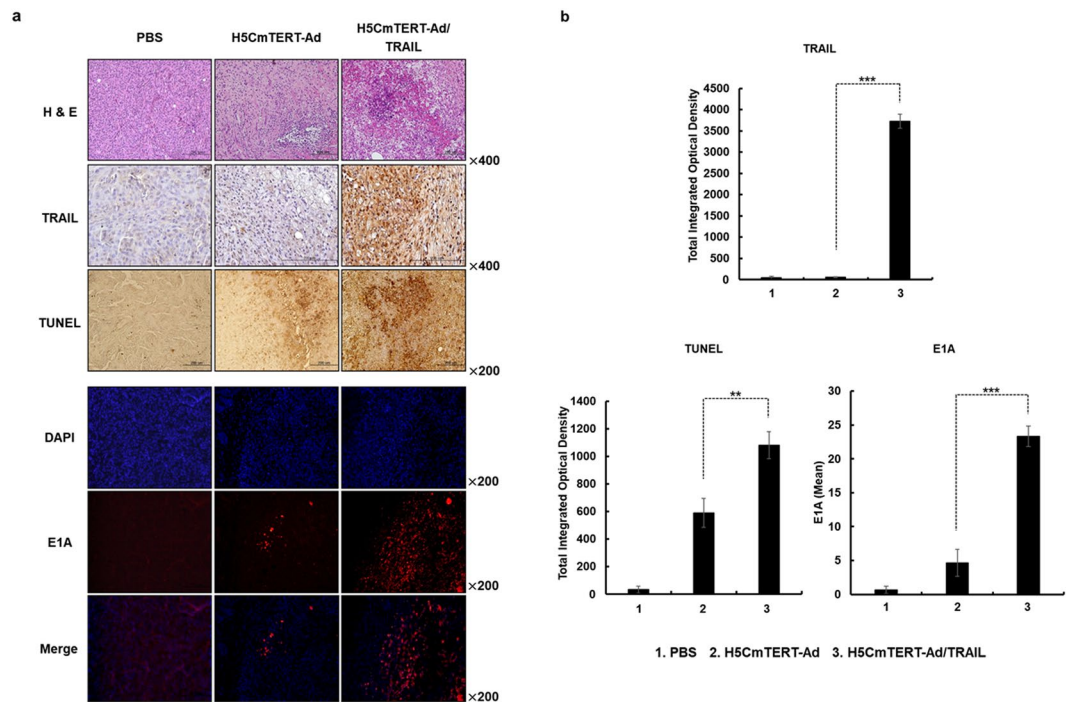 a
PBS
H5CmTERT-Ad
H5CmTERT-Ad/
TRAIL
H & E
×400
TRAIL
×400
TUNEL
×200
DAPI
×200
E1A
×200
Merge
×200
b
TRAIL
***
Total Integrated Optical Density
4500
4000
3500
3000
2500
2000
1500
1000
500
0
1 2 3
TUNEL
**
Total Integrated Optical Density
1400
1200
1000
800
600
400
200
0
1 2 3
E1A
***
E1A (Mean)
30
25
20
15
10
5
0
1 2 3
1. PBS 2. H5CmTERT-Ad 3. H5CmTERT-Ad/TRAIL